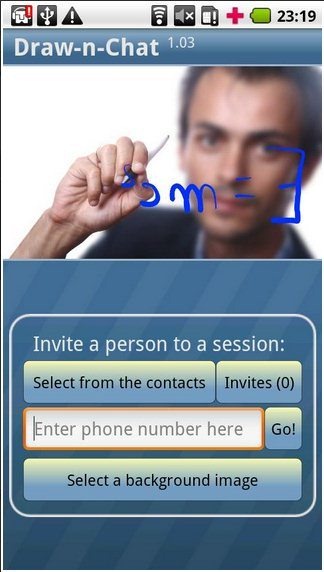 23:19
Draw-n-Chat 1.03
E = mc²
Invite a person to a session:
Select from the contacts
Invites (0)
Enter phone number here
Go!
Select a background image